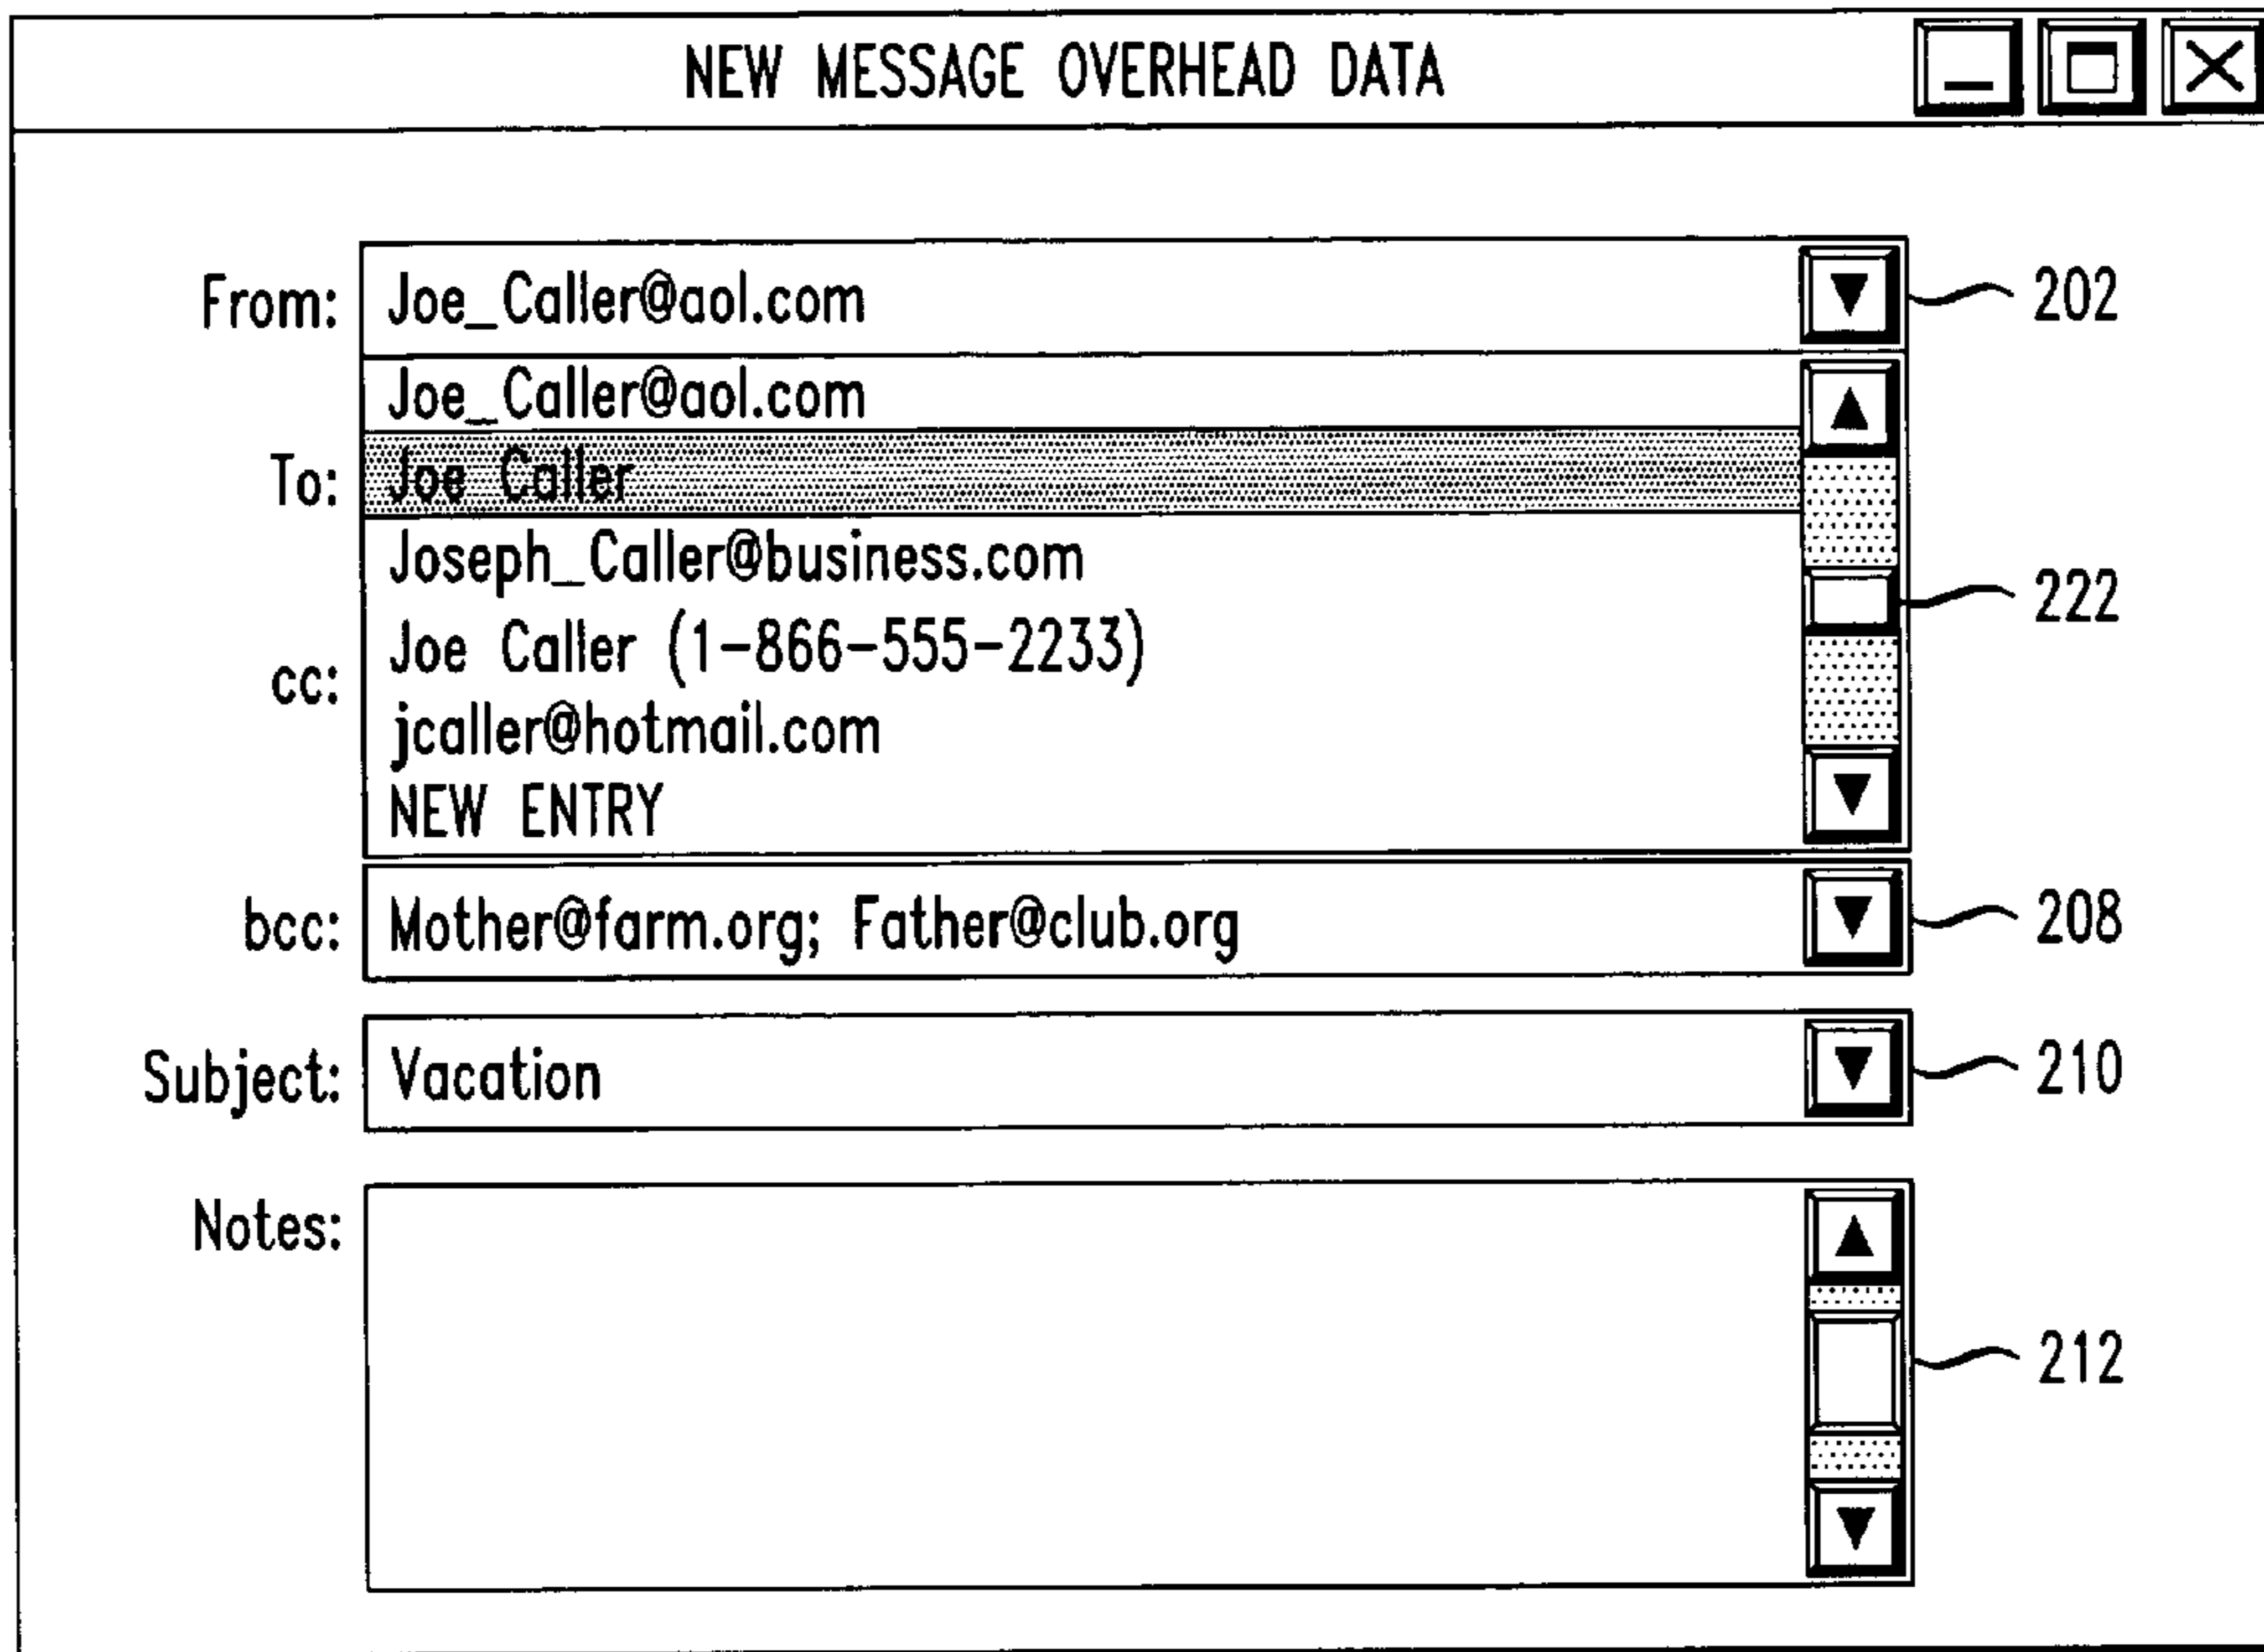 NEW MESSAGE OVERHEAD DATA
From: Joe_Caller@aol.com 202
Joe_Caller@aol.com
To: Joe Caller
Joseph_Caller@business.com 222
cc: Joe Caller (1-866-555-2233)
jcaller@hotmail.com
NEW ENTRY
bcc: Mother@farm.org; Father@club.org 208
Subject: Vacation 210
Notes:
212